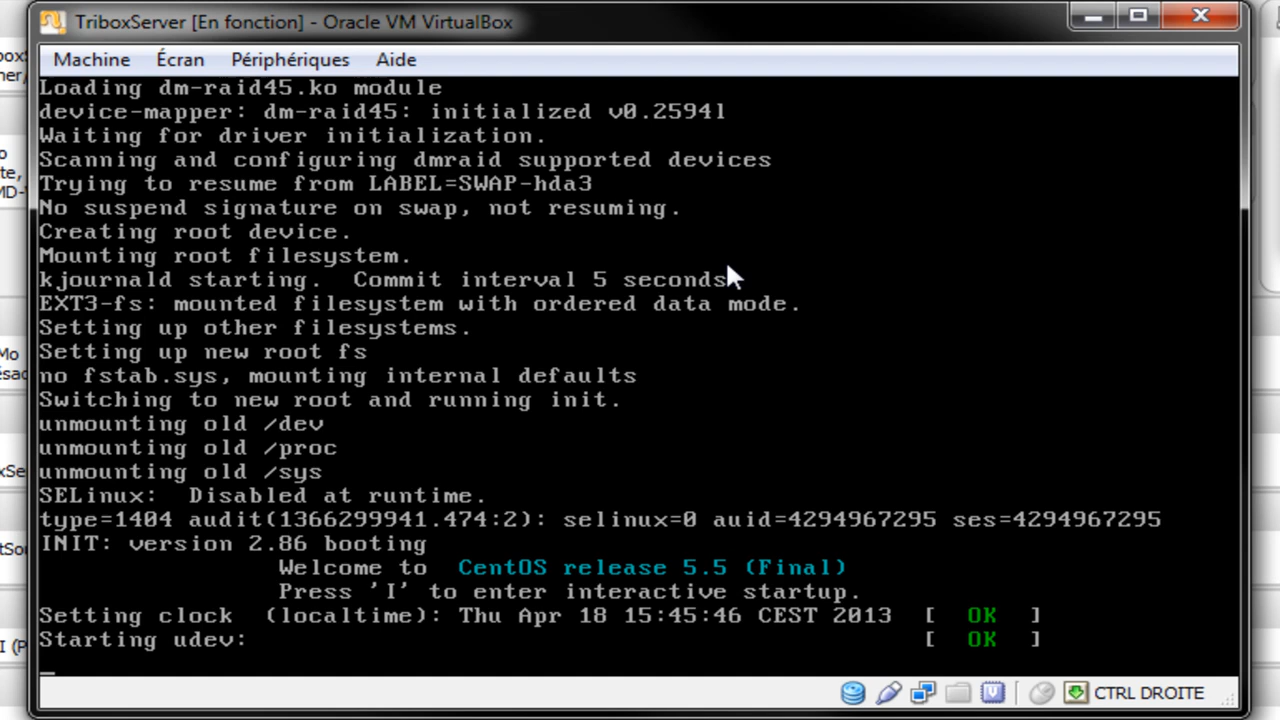 TriboxServer [En fonction] - Oracle VM VirtualBox
Machine Écran Périphériques Aide
Loading dm-raid45.ko module
device-mapper: dm-raid45: initialized v0.2594l
Waiting for driver initialization.
Scanning and configuring dmraid supported devices
Trying to resume from LABEL=SWAP-hda3
No suspend signature on swap, not resuming.
Creating root device.
Mounting root filesystem.
kjournald starting.  Commit interval 5 seconds
EXT3-fs: mounted filesystem with ordered data mode.
Setting up other filesystems.
Setting up new root fs
no fstab.sys, mounting internal defaults
Switching to new root and running init.
unmounting old /dev
unmounting old /proc
unmounting old /sys
SELinux:  Disabled at runtime.
type=1404 audit(1366299941.474:2): selinux=0 auid=4294967295 ses=4294967295
INIT: version 2.86 booting
Welcome to  CentOS release 5.5 (Final)
Press 'I' to enter interactive startup.
Setting clock  (localtime): Thu Apr 18 15:45:46 CEST 2013  [  OK  ]
Starting udev:  [  OK  ]
CTRL DROITE